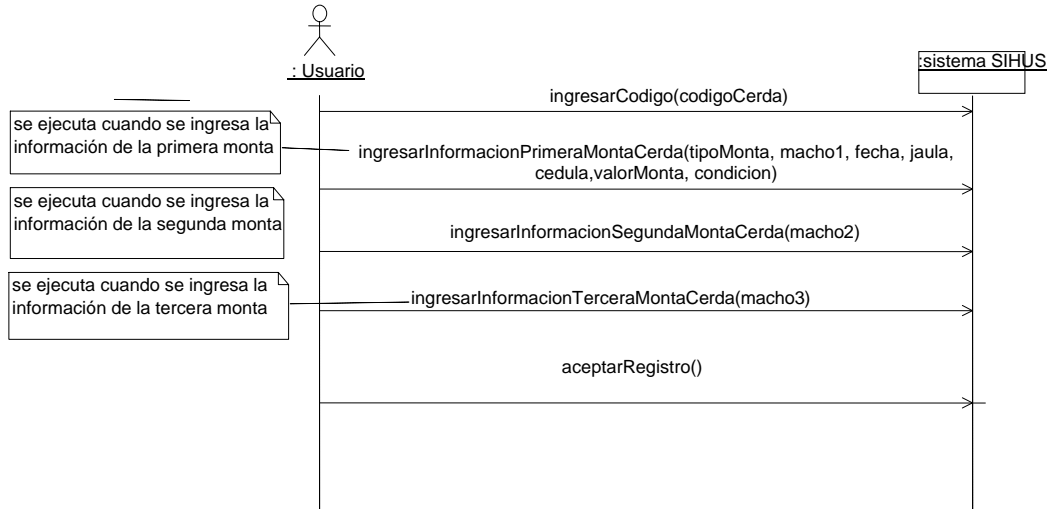 : Usuario
:sistema SIHUS
ingresarCodigo(codigoCerda)
se ejecuta cuando se ingresa la
información de la primera monta
ingresarInformacionPrimeraMontaCerda(tipoMonta, macho1, fecha, jaula,
cedula,valorMonta, condicion)
se ejecuta cuando se ingresa la
información de la segunda monta
ingresarInformacionSegundaMontaCerda(macho2)
se ejecuta cuando se ingresa la
información de la tercera monta
ingresarInformacionTerceraMontaCerda(macho3)
aceptarRegistro()